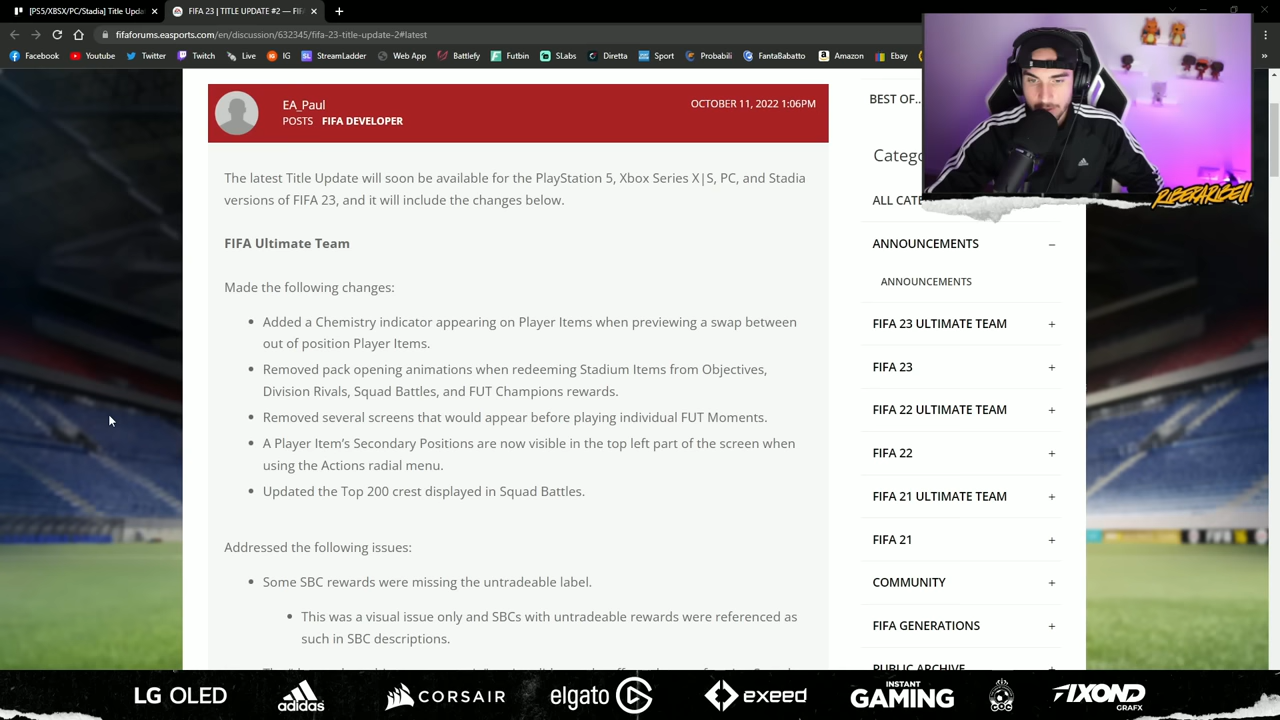 [PS5/XBSX/PC/Stadia] Title Upda
FIFA 23 | TITLE UPDATE #2 — FIF
fifaforums.easports.com/en/discussion/632345/fifa-23-title-update-2#latest
Facebook
Youtube
Twitter
Twitch
Live
IG
StreamLadder
Web App
Battlefy
Futbin
SLabs
Diretta
Sport
Probabili
FantaBabatto
Amazon
Ebay
EA_Paul
OCTOBER 11, 2022 1:06PM
POSTS FIFA DEVELOPER
The latest Title Update will soon be available for the PlayStation 5, Xbox Series X|S, PC, and Stadia
versions of FIFA 23, and it will include the changes below.
FIFA Ultimate Team
Made the following changes:
Added a Chemistry indicator appearing on Player Items when previewing a swap between
out of position Player Items.
Removed pack opening animations when redeeming Stadium Items from Objectives,
Division Rivals, Squad Battles, and FUT Champions rewards.
Removed several screens that would appear before playing individual FUT Moments.
A Player Item's Secondary Positions are now visible in the top left part of the screen when
using the Actions radial menu.
Updated the Top 200 crest displayed in Squad Battles.
Addressed the following issues:
Some SBC rewards were missing the untradeable label.
This was a visual issue only and SBCs with untradeable rewards were referenced as
such in SBC descriptions.
BEST OF...
Catego
ALL CATE
ANNOUNCEMENTS
ANNOUNCEMENTS
FIFA 23 ULTIMATE TEAM
FIFA 23
FIFA 22 ULTIMATE TEAM
FIFA 22
FIFA 21 ULTIMATE TEAM
FIFA 21
COMMUNITY
FIFA GENERATIONS
PUBLIC ARCHIVE
LG OLED
adidas
CORSAIR
elgato
exeed
INSTANT
GAMING
FIXOND
GRAFX